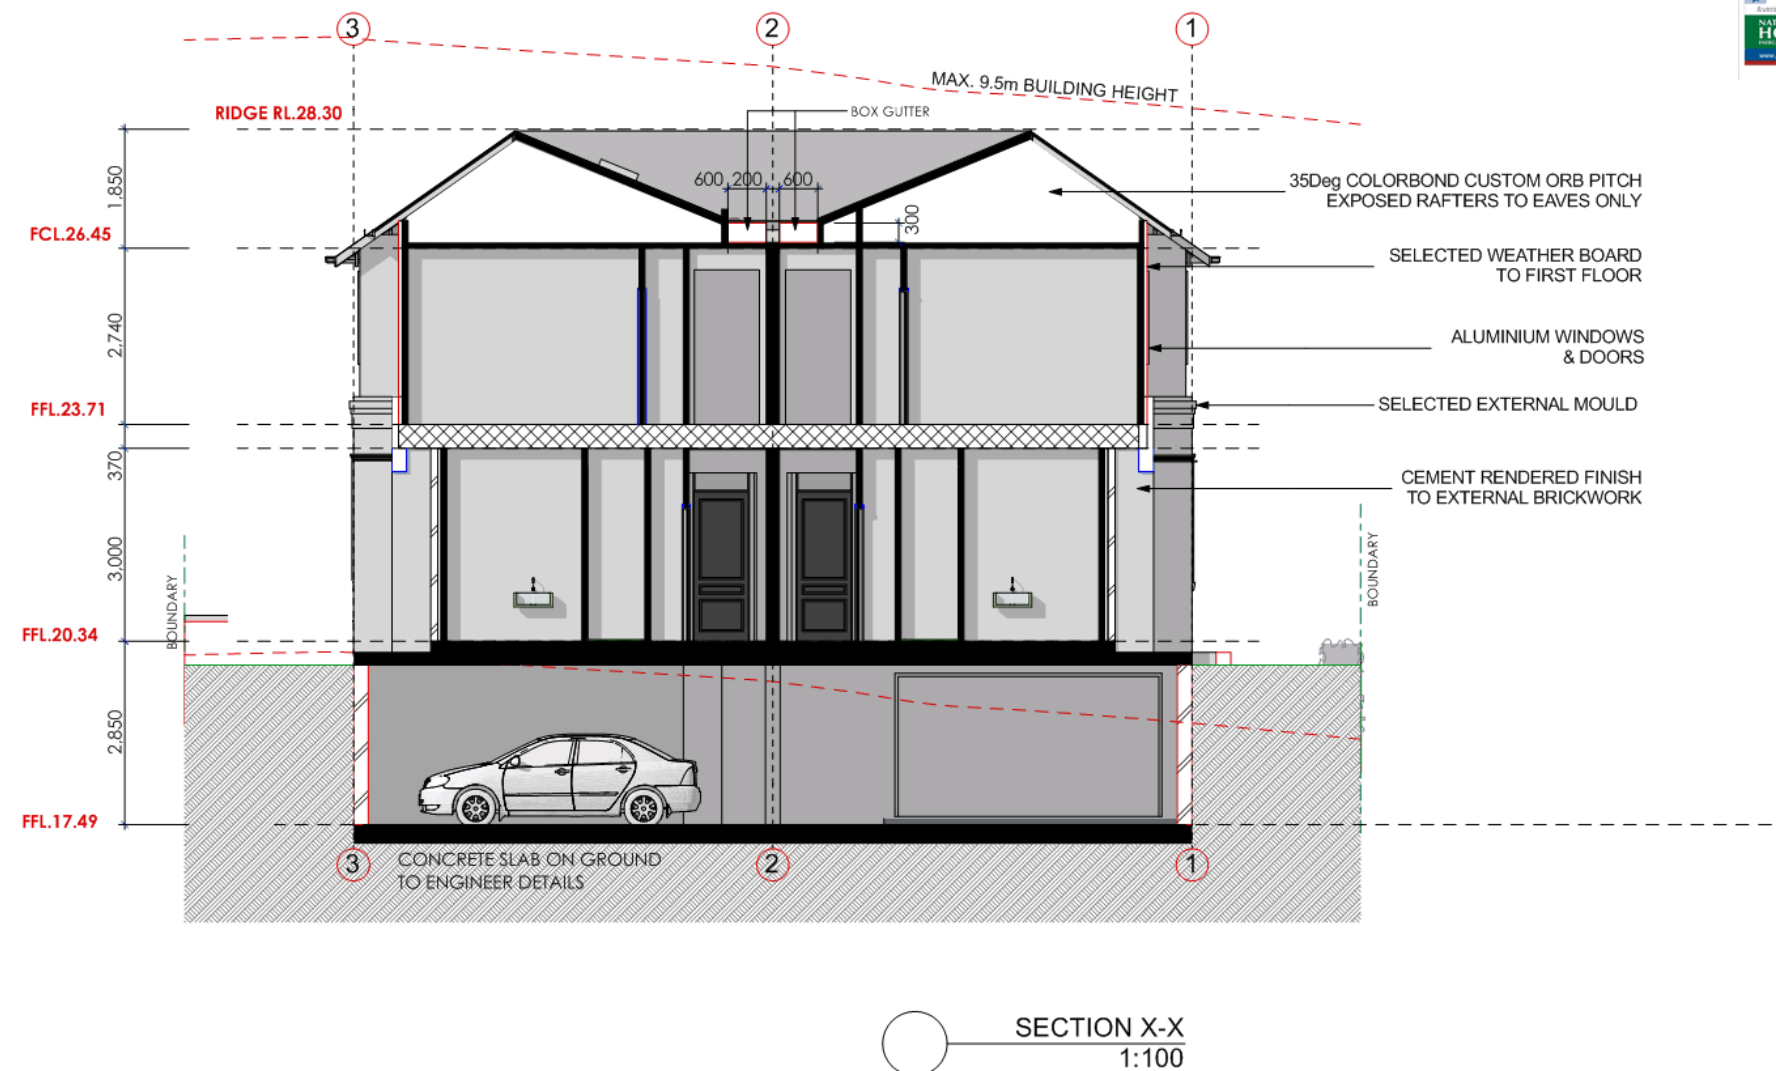 3
2
1
MAX. 9.5m BUILDING HEIGHT
RIDGE RL.28.30
BOX GUTTER
600
200
600
300
1,850
35Deg COLORBOND CUSTOM ORB PITCH
EXPOSED RAFTERS TO EAVES ONLY
FCL.26.45
SELECTED WEATHER BOARD
TO FIRST FLOOR
2,740
ALUMINIUM WINDOWS
& DOORS
FFL.23.71
SELECTED EXTERNAL MOULD
370
CEMENT RENDERED FINISH
TO EXTERNAL BRICKWORK
3,000
BOUNDARY
BOUNDARY
FFL.20.34
2,850
FFL.17.49
3
CONCRETE SLAB ON GROUND
TO ENGINEER DETAILS
2
1
SECTION X-X
1:100